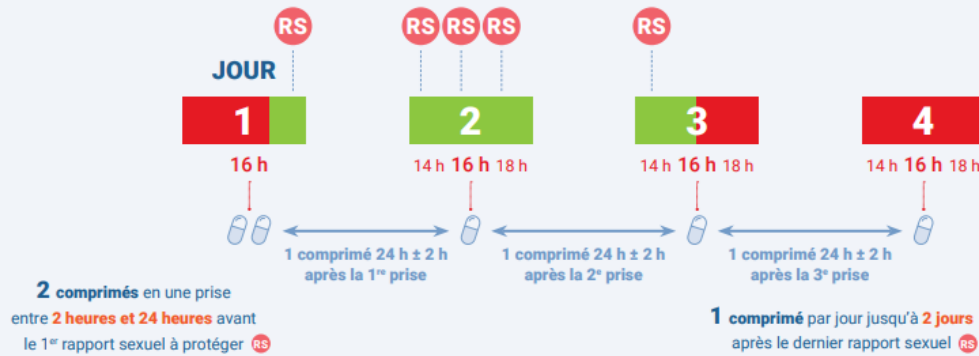 RS
RS RS RS
RS
JOUR
1
2
3
4
16 h
14 h 16 h 18 h
14 h 16 h 18 h
14 h 16 h 18 h
1 comprimé 24 h ± 2 h
après la 1re prise
1 comprimé 24 h ± 2 h
après la 2e prise
1 comprimé 24 h ± 2 h
après la 3e prise
2 comprimés en une prise
entre 2 heures et 24 heures avant
le 1er rapport sexuel à protéger RS
1 comprimé par jour jusqu'à 2 jours
après le dernier rapport sexuel RS